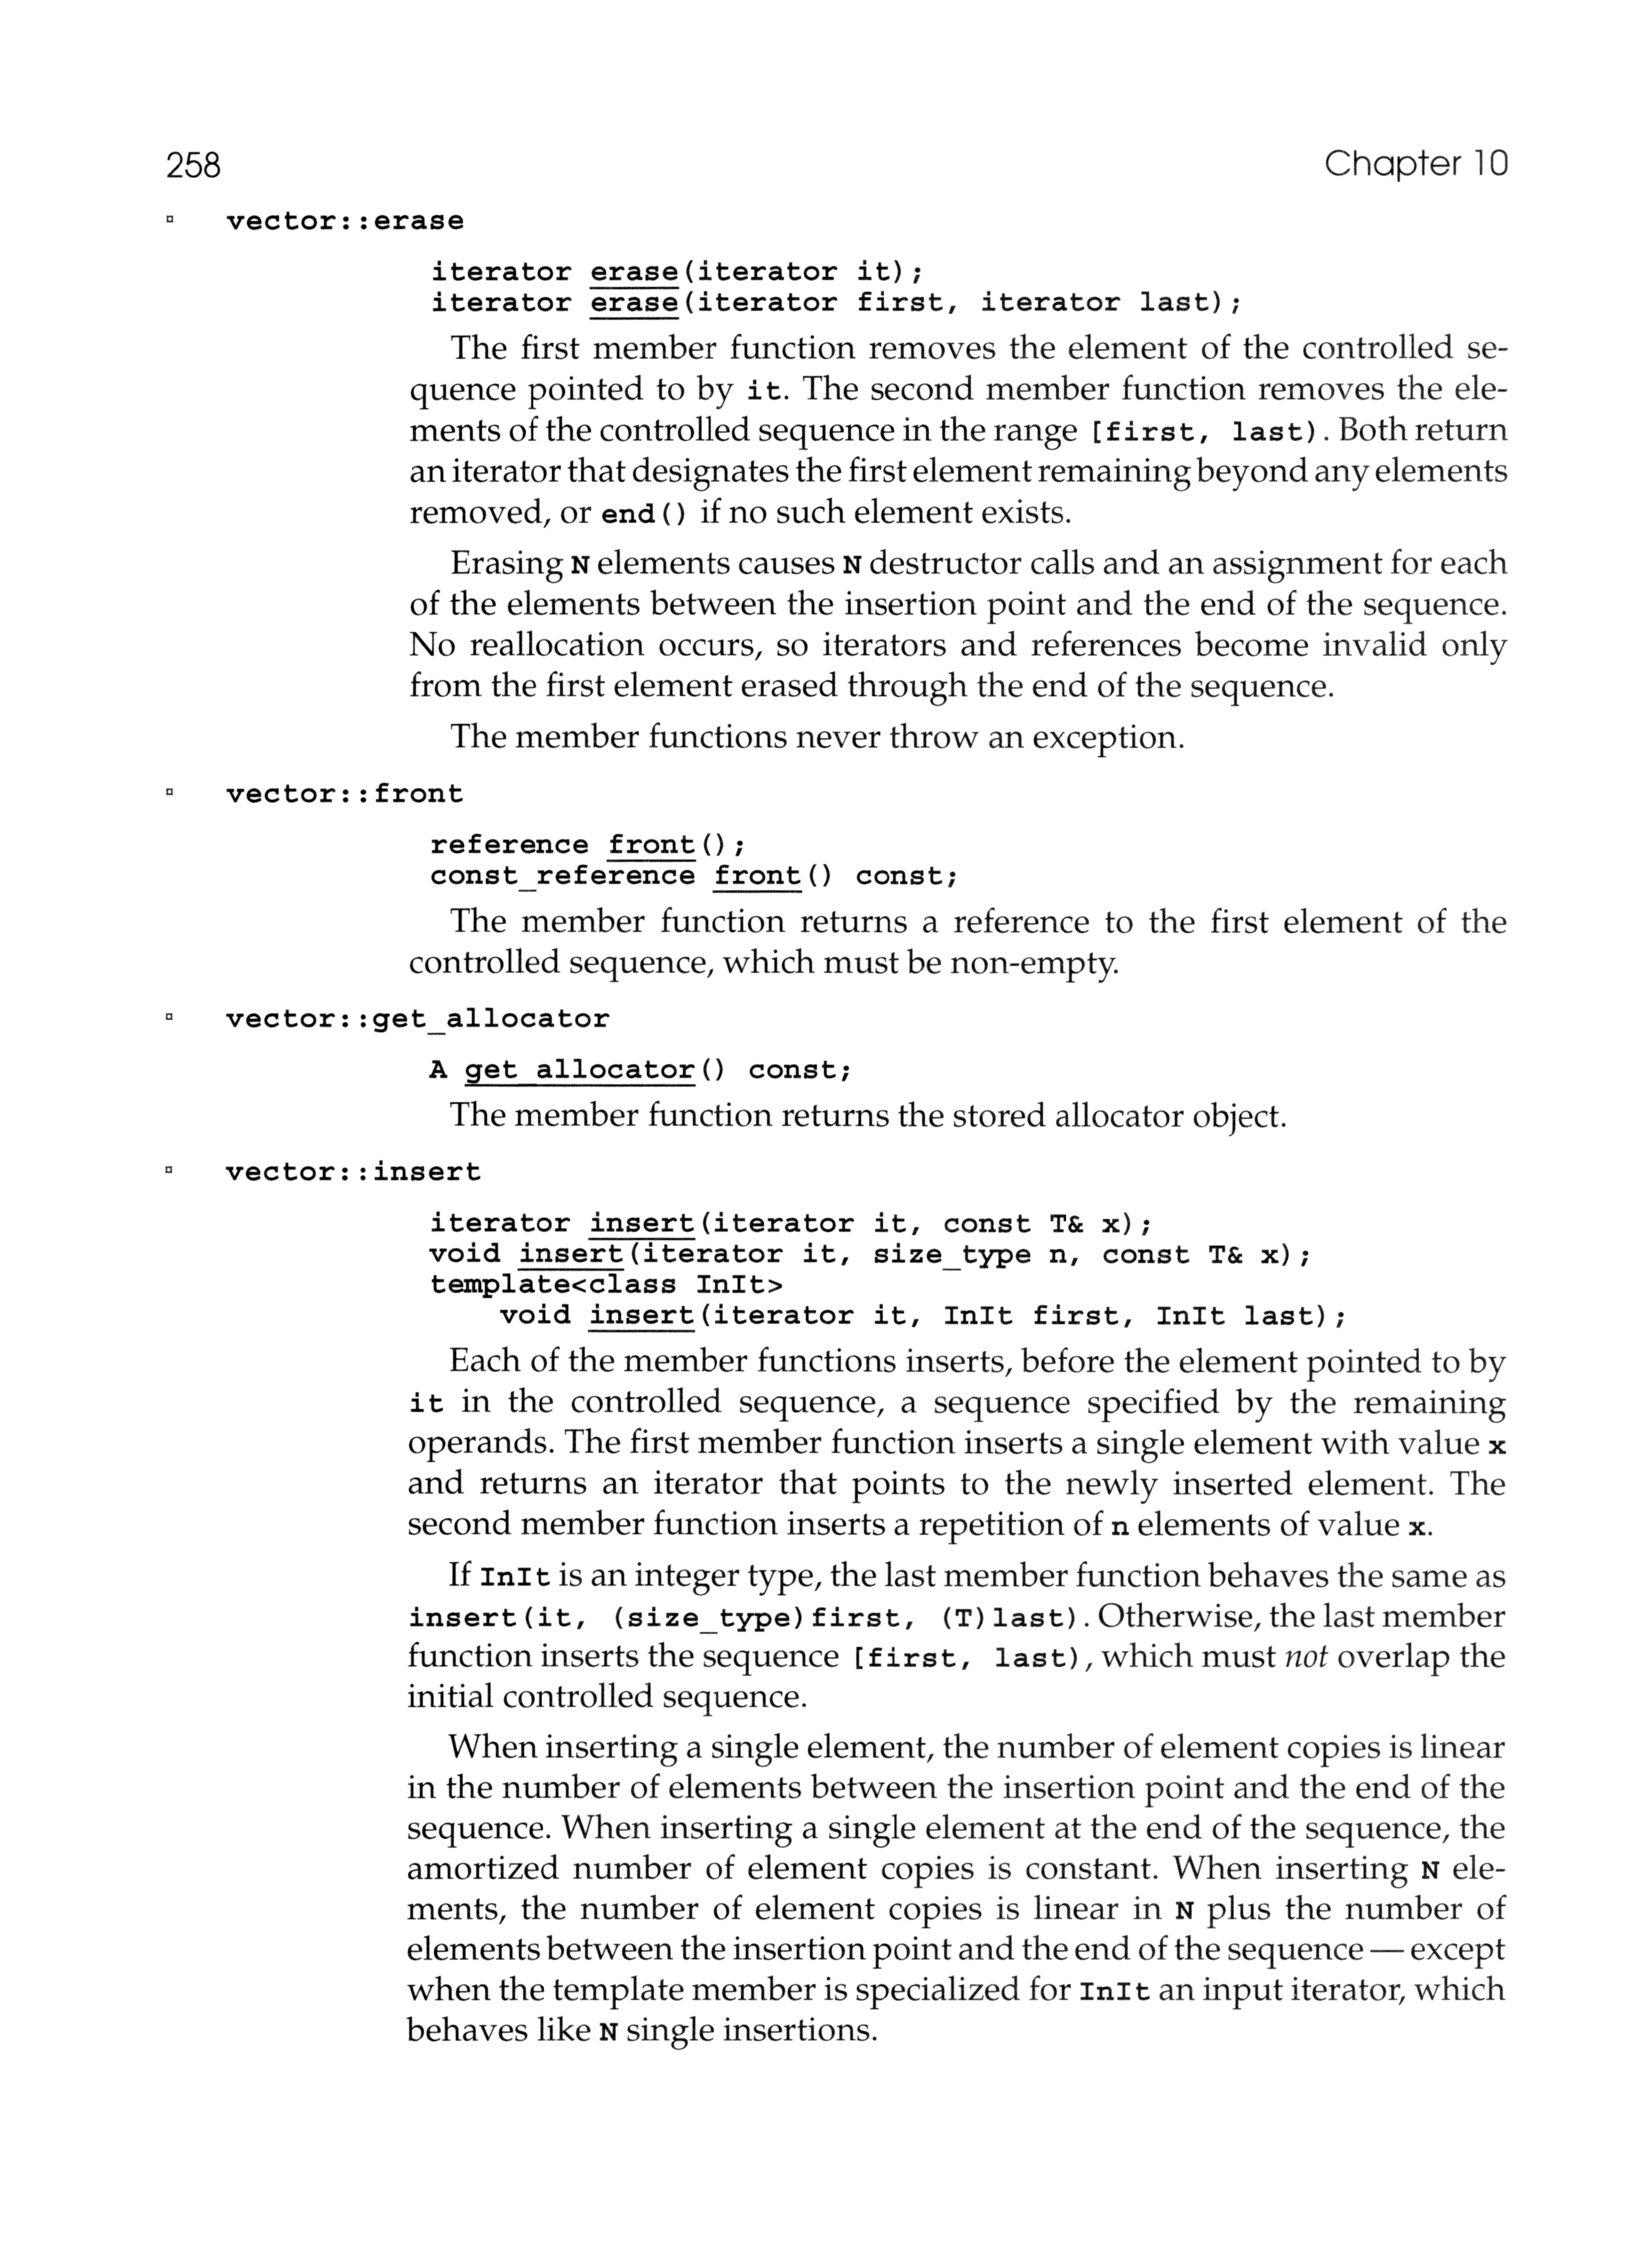 258 Chapter 10
▫ vector::erase
iterator erase(iterator it);
iterator erase(iterator first, iterator last);
The first member function removes the element of the controlled se-
quence pointed to by it. The second member function removes the ele-
ments of the controlled sequence in the range [first, last). Both return
an iterator that designates the first element remaining beyond any elements
removed, or end() if no such element exists.
Erasing N elements causes N destructor calls and an assignment for each
of the elements between the insertion point and the end of the sequence.
No reallocation occurs, so iterators and references become invalid only
from the first element erased through the end of the sequence.
The member functions never throw an exception.
▫ vector::front
reference front();
const_reference front() const;
The member function returns a reference to the first element of the
controlled sequence, which must be non-empty.
▫ vector::get_allocator
A get_allocator() const;
The member function returns the stored allocator object.
▫ vector::insert
iterator insert(iterator it, const T& x);
void insert(iterator it, size_type n, const T& x);
template<class InIt>
void insert(iterator it, InIt first, InIt last);
Each of the member functions inserts, before the element pointed to by
it in the controlled sequence, a sequence specified by the remaining
operands. The first member function inserts a single element with value x
and returns an iterator that points to the newly inserted element. The
second member function inserts a repetition of n elements of value x.
If InIt is an integer type, the last member function behaves the same as
insert(it, (size_type)first, (T)last). Otherwise, the last member
function inserts the sequence [first, last), which must not overlap the
initial controlled sequence.
When inserting a single element, the number of element copies is linear
in the number of elements between the insertion point and the end of the
sequence. When inserting a single element at the end of the sequence, the
amortized number of element copies is constant. When inserting N ele-
ments, the number of element copies is linear in N plus the number of
elements between the insertion point and the end of the sequence — except
when the template member is specialized for InIt an input iterator, which
behaves like N single insertions.